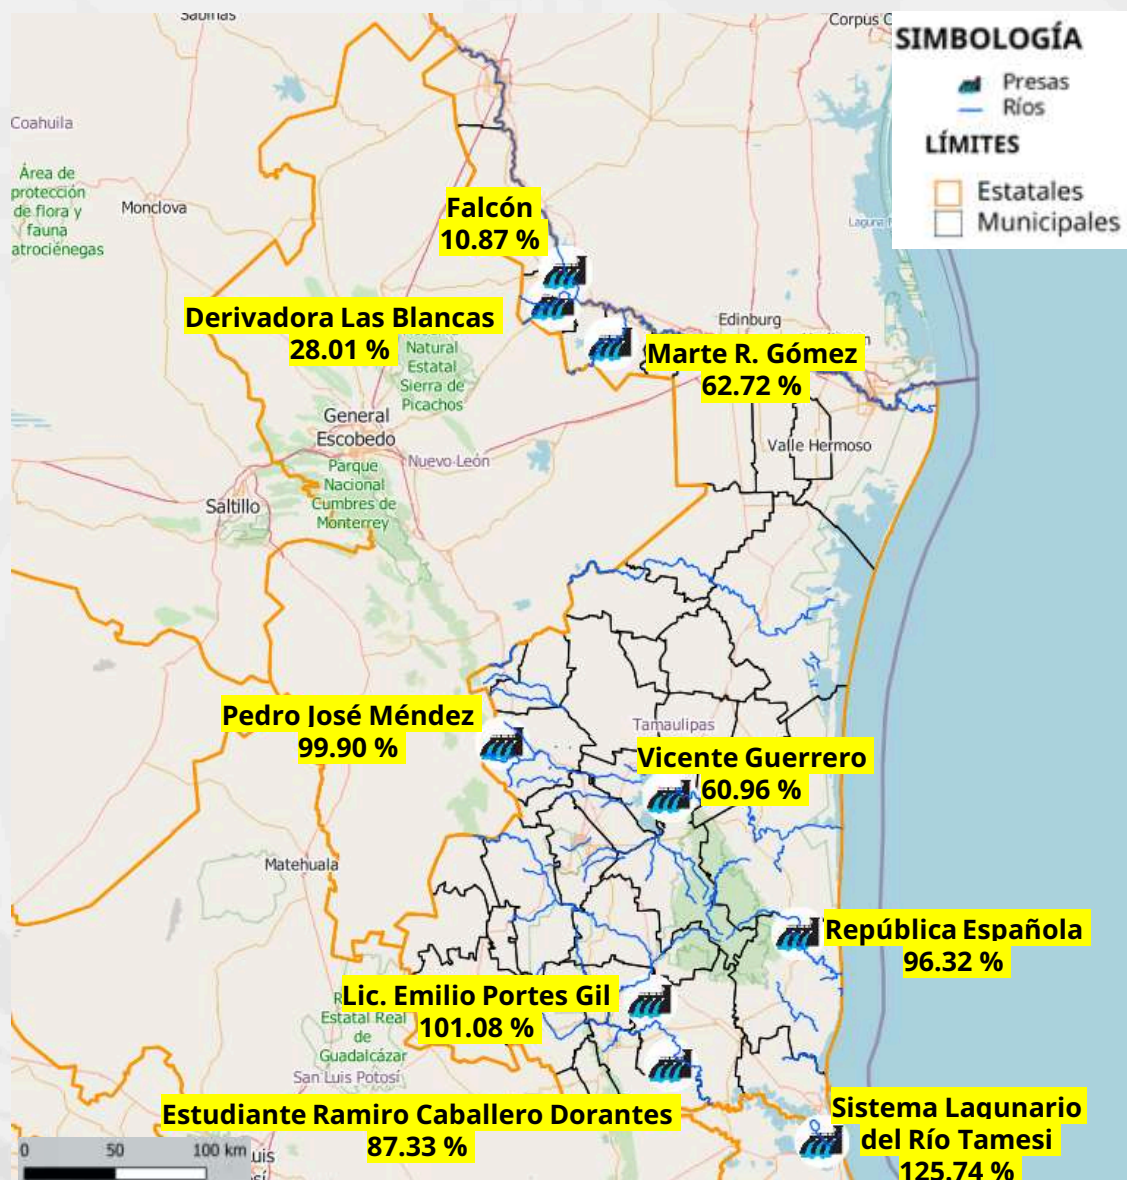 Sabinas
Corpus C
SIMBOLOGÍA
Presas
Ríos
LÍMITES
Estatales
Municipales
Coahuila
Área de
protección
de flora y
fauna
atrociénegas
Monclova
Laguna
Falcón
10.87 %
Derivadora Las Blancas
28.01 %
Edinburg
Marte R. Gómez
62.72 %
Natural
Estatal
Sierra de
Picachos
General
Escobedo
Valle Hermoso
Nuevo León
Parque
Nacional
Cumbres de
Monterrey
Saltillo
Pedro José Méndez
99.90 %
Tamaulipas
Vicente Guerrero
60.96 %
Matehuala
República Española
96.32 %
Lic. Emilio Portes Gil
101.08 %
Estatal Real
de
Guadalcázar
San Luis Potosí
Estudiante Ramiro Caballero Dorantes
87.33 %
Sistema Lagunario
del Río Tamesi
125.74 %
0 50 100 km
uis